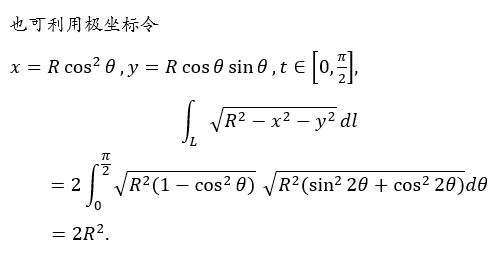 也可利用极坐标令
x = R cos² θ , y = R cos θ sin θ , t ∈ [0, π/2],
∫_L √(R² − x² − y²) dl
= 2 ∫_0^{π/2} √(R²(1 − cos² θ)) √(R²(sin² 2θ + cos² 2θ)) dθ
= 2R².